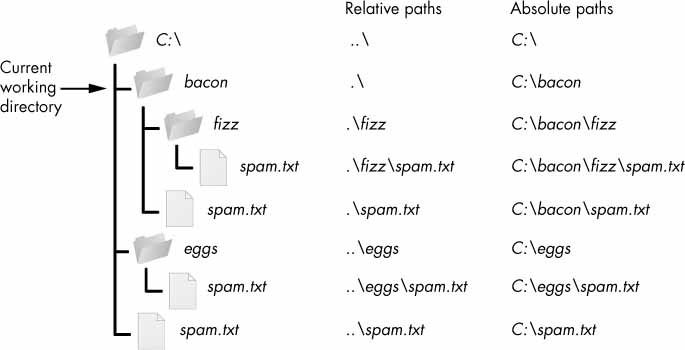 Relative paths Absolute paths
C:\ ..\ C:\
Current working directory
bacon .\ C:\bacon
fizz .\fizz C:\bacon\fizz
spam.txt .\fizz\spam.txt C:\bacon\fizz\spam.txt
spam.txt .\spam.txt C:\bacon\spam.txt
eggs ..\eggs C:\eggs
spam.txt ..\eggs\spam.txt C:\eggs\spam.txt
spam.txt ..\spam.txt C:\spam.txt